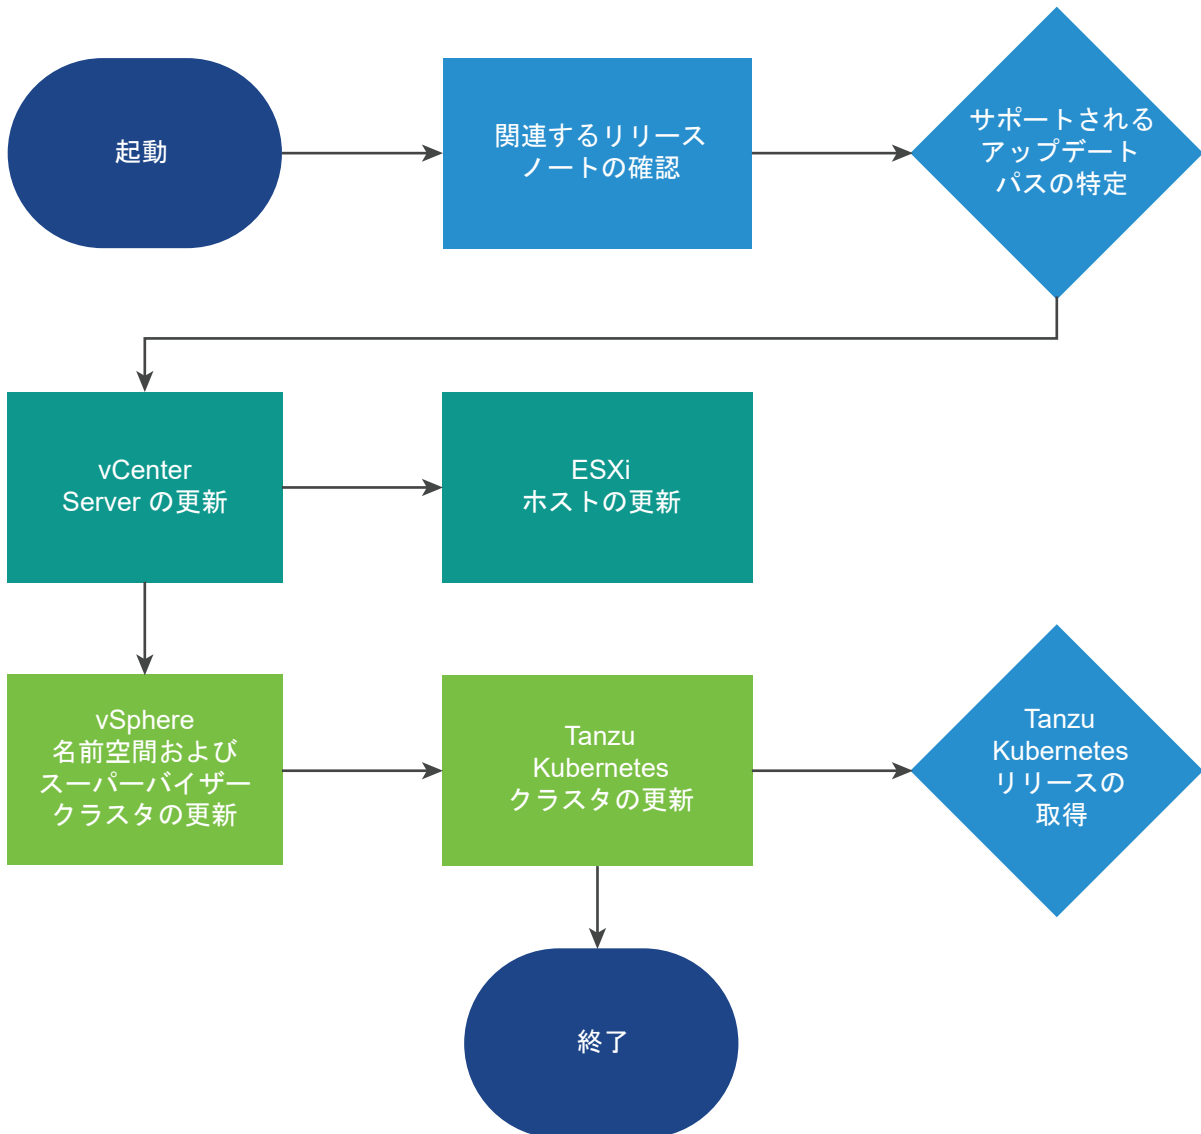 起動
関連するリリース
ノートの確認
サポートされる
アップデート
パスの特定
vCenter
Server の更新
ESXi
ホストの更新
vSphere
名前空間および
スーパーバイザー
クラスタの更新
Tanzu
Kubernetes
クラスタの更新
Tanzu
Kubernetes
リリースの
取得
終了